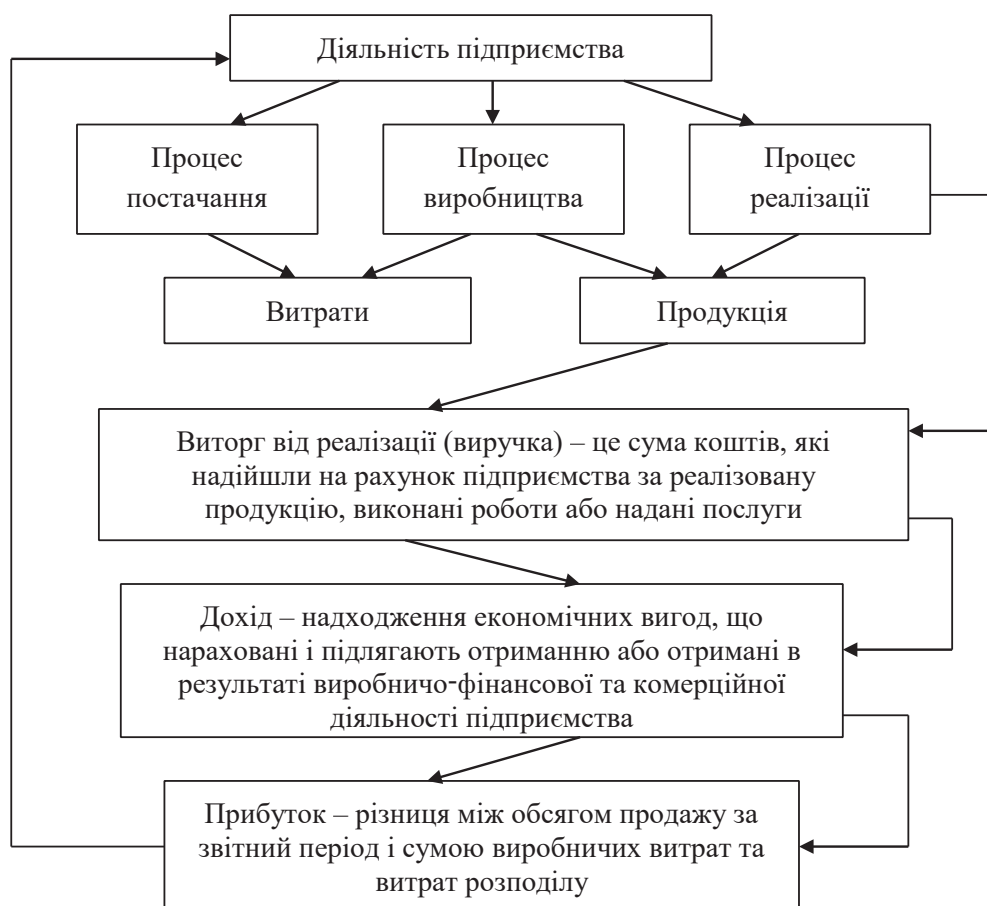 Діяльність підприємства
Процес
постачання
Процес
виробництва
Процес
реалізації
Витрати
Продукція
Виторг від реалізації (виручка) – це сума коштів, які
надійшли на рахунок підприємства за реалізовану
продукцію, виконані роботи або надані послуги
Дохід – надходження економічних вигод, що
нараховані і підлягають отриманню або отримані в
результаті виробничо-фінансової та комерційної
діяльності підприємства
Прибуток – різниця між обсягом продажу за
звітний період і сумою виробничих витрат та
витрат розподілу